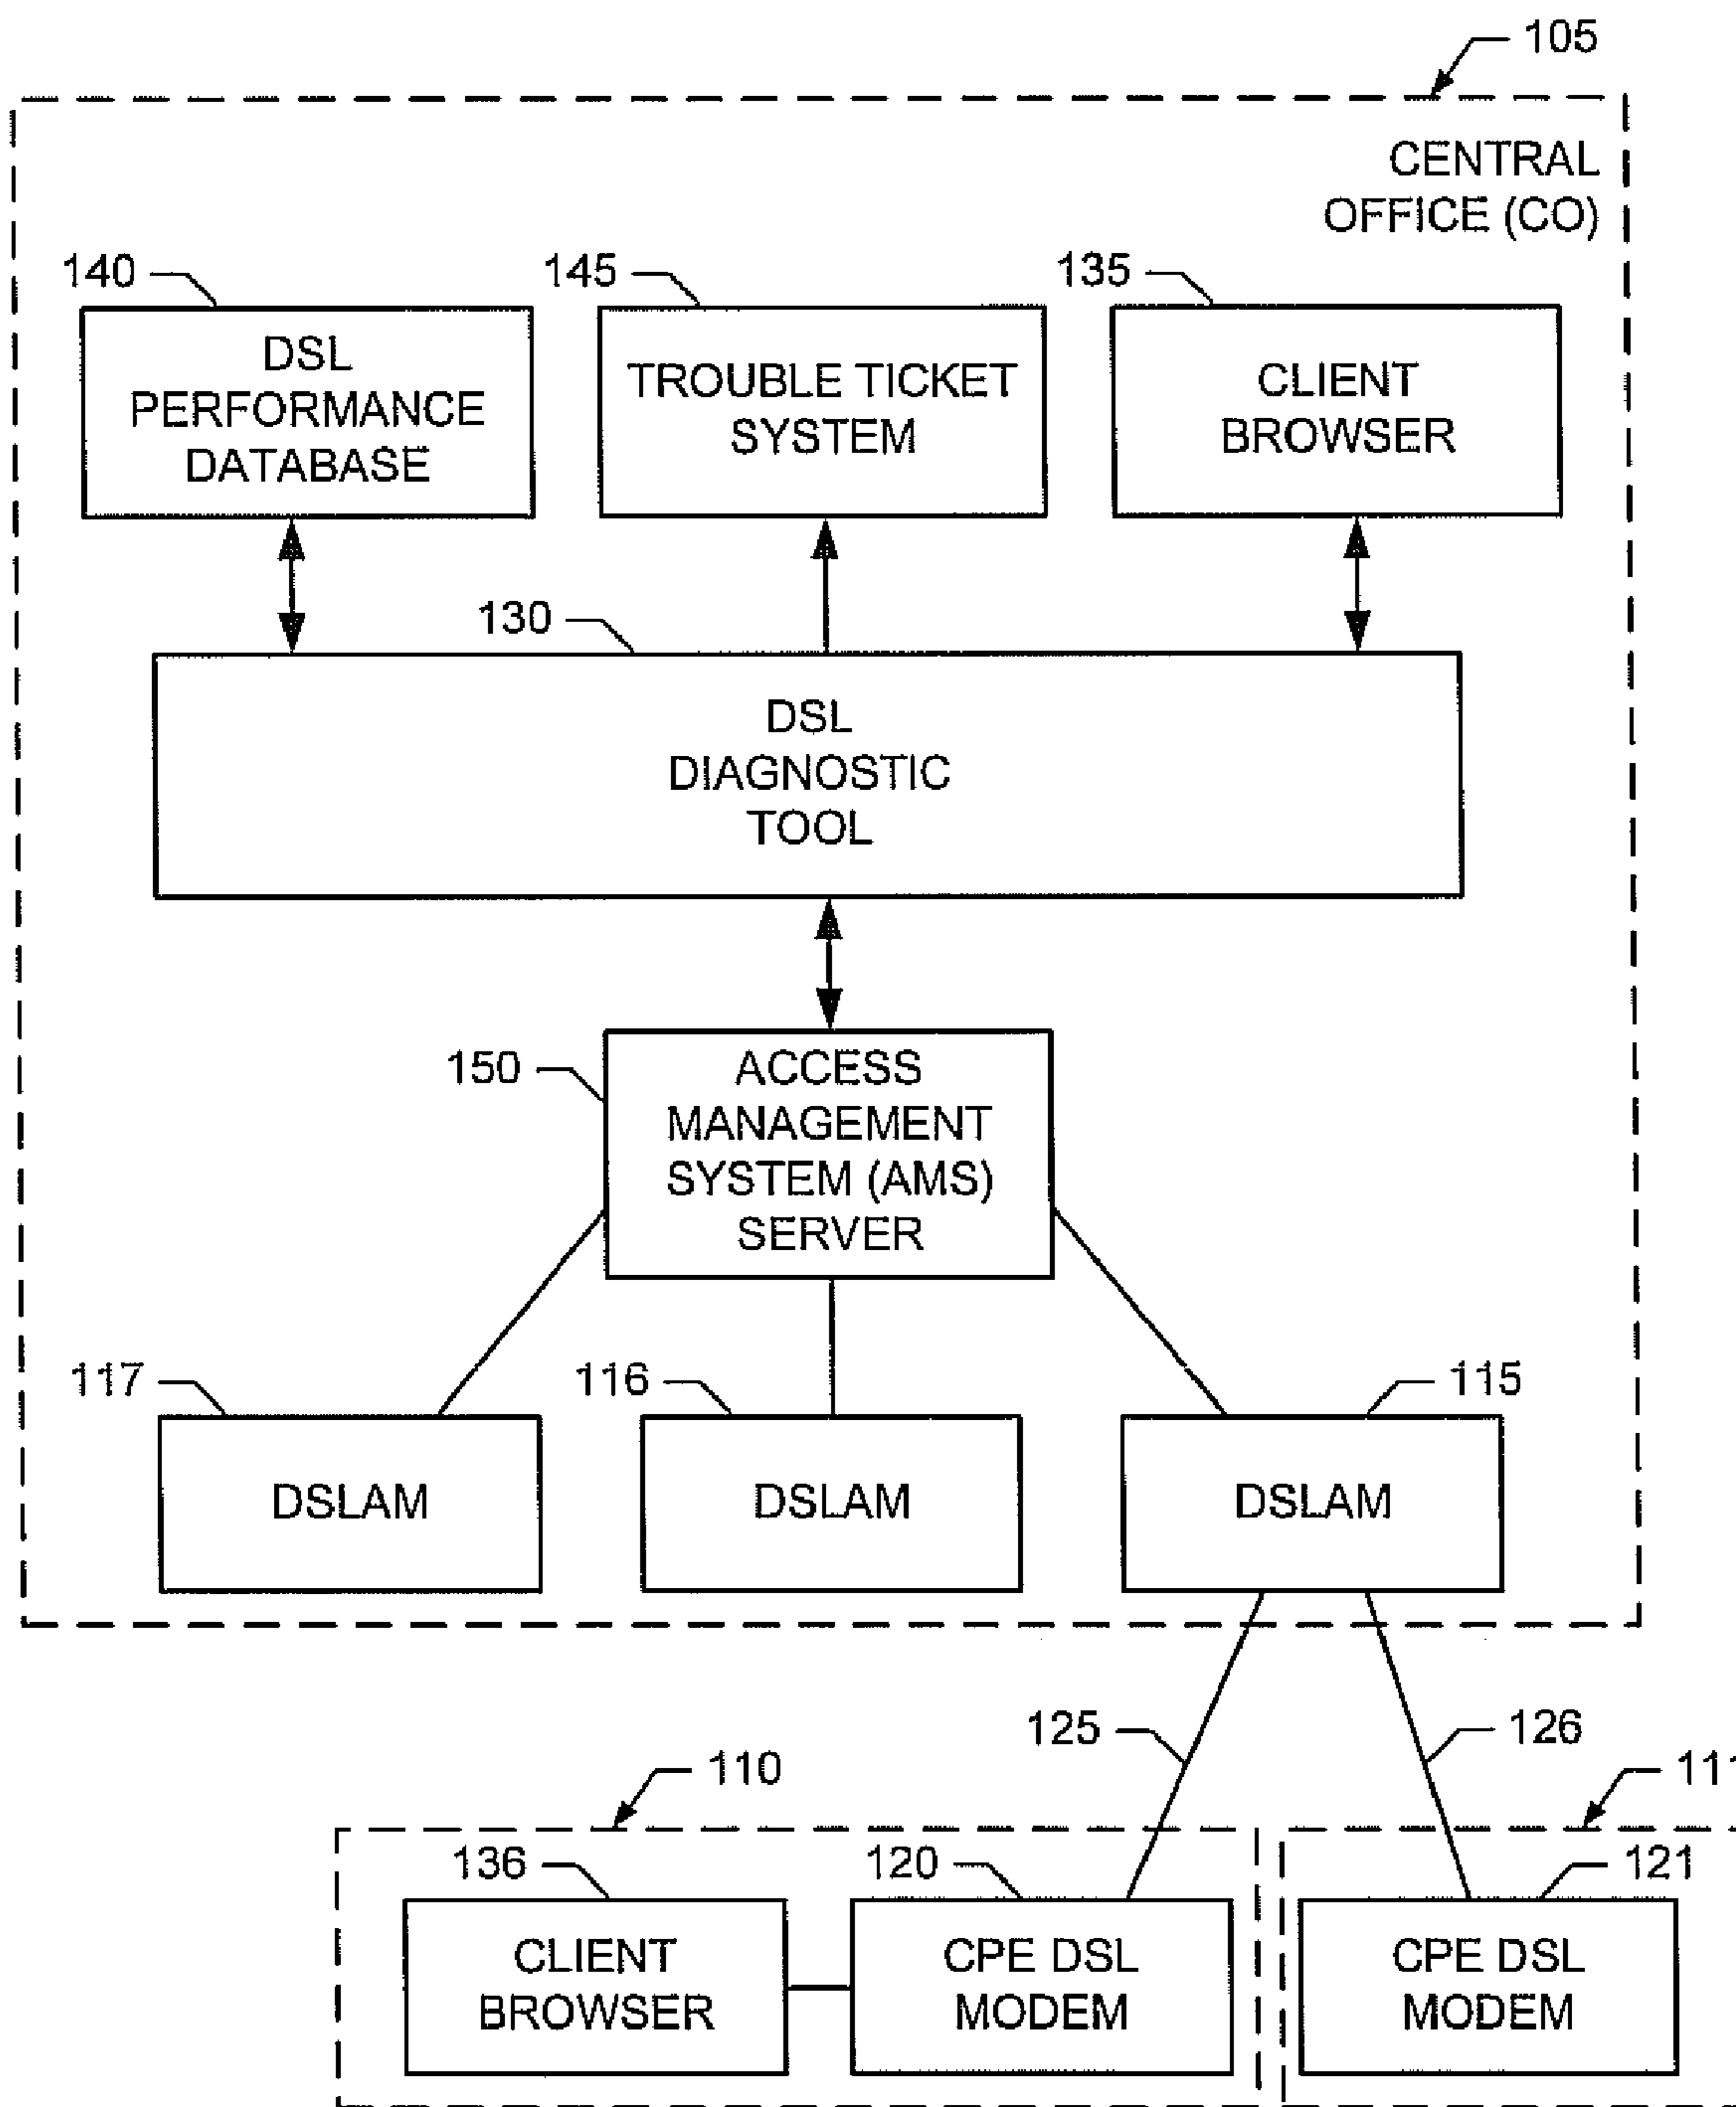 105
CENTRAL
OFFICE (CO)
140
145
135
DSL
PERFORMANCE
DATABASE
TROUBLE TICKET
SYSTEM
CLIENT
BROWSER
130
DSL
DIAGNOSTIC
TOOL
150
ACCESS
MANAGEMENT
SYSTEM (AMS)
SERVER
117
116
115
DSLAM
DSLAM
DSLAM
125
126
110
111
136
120
121
CLIENT
BROWSER
CPE DSL
MODEM
CPE DSL
MODEM